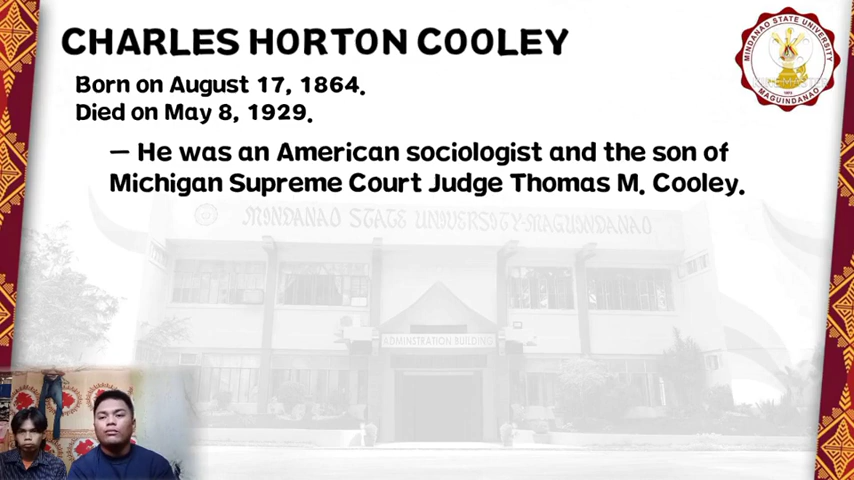 CHARLES HORTON COOLEY
MINDANAO STATE UNIVERSITY
MAGUINDANAO
Born on August 17, 1864.
Died on May 8, 1929.
— He was an American sociologist and the son of
Michigan Supreme Court Judge Thomas M. Cooley.
MINDANAO STATE UNIVERSITY-MAGUINDANAO
ADMINSTRATION BUILDING